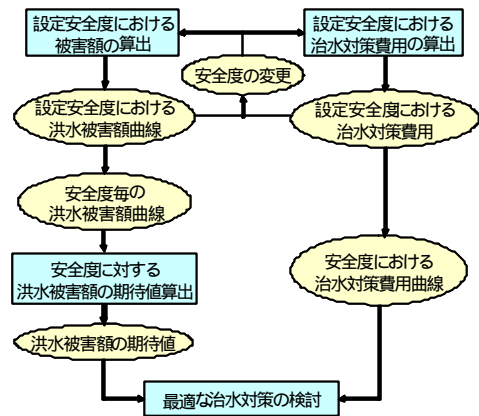 設定安全度における
被害額の算出
設定安全度における
治水対策費用の算出
安全度の変更
設定安全度における
洪水被害額曲線
設定安全度における
治水対策費用
安全度毎の
洪水被害額曲線
安全度に対する
洪水被害額の期待値算出
安全度における
治水対策費用曲線
洪水被害額の期待値
最適な治水対策の検討